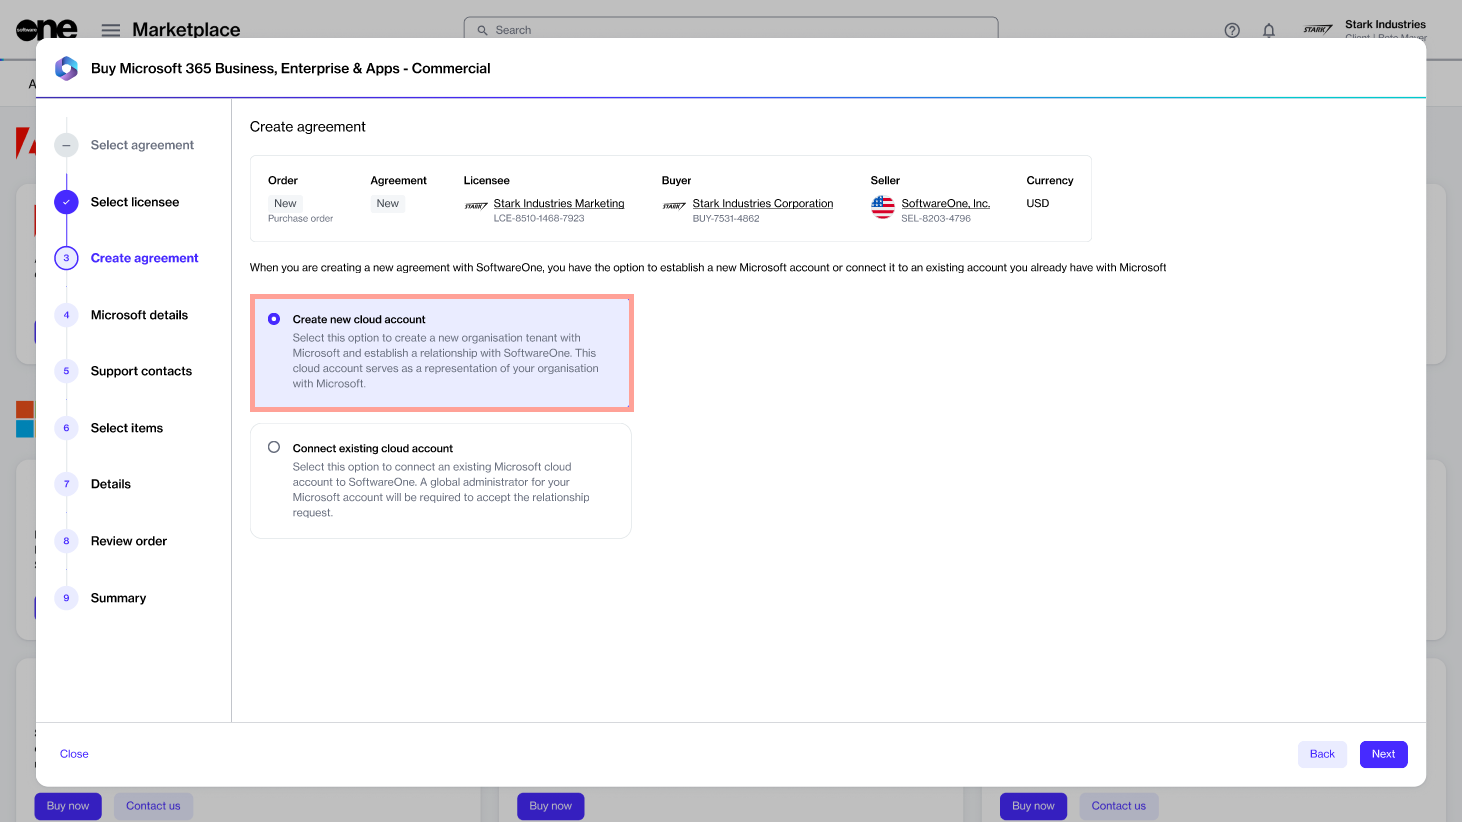 software one
Marketplace
Search
Stark Industries
Buy Microsoft 365 Business, Enterprise & Apps - Commercial
Select agreement
Select licensee
3 Create agreement
4 Microsoft details
5 Support contacts
6 Select items
7 Details
8 Review order
9 Summary
Create agreement
Order Agreement Licensee Buyer Seller Currency
New New STARK Stark Industries Marketing STARK Stark Industries Corporation SoftwareOne, Inc. USD
Purchase order LCE-8510-1468-7923 BUY-7531-4862 SEL-8203-4796
When you are creating a new agreement with SoftwareOne, you have the option to establish a new Microsoft account or connect it to an existing account you already have with Microsoft
Create new cloud account
Select this option to create a new organisation tenant with
Microsoft and establish a relationship with SoftwareOne. This
cloud account serves as a representation of your organisation
with Microsoft.
Connect existing cloud account
Select this option to connect an existing Microsoft cloud
account to SoftwareOne. A global administrator for your
Microsoft account will be required to accept the relationship
request.
Close Back Next
Buy now Contact us Buy now Buy now Contact us